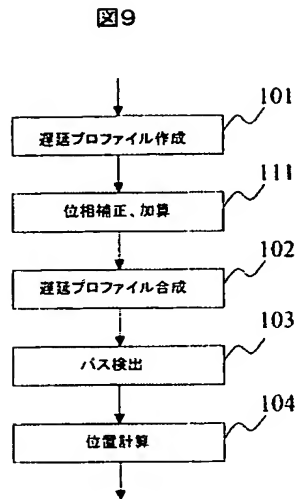 図9
101
遅延プロファイル作成
111
位相補正、加算
102
遅延プロファイル合成
103
パス検出
104
位置計算